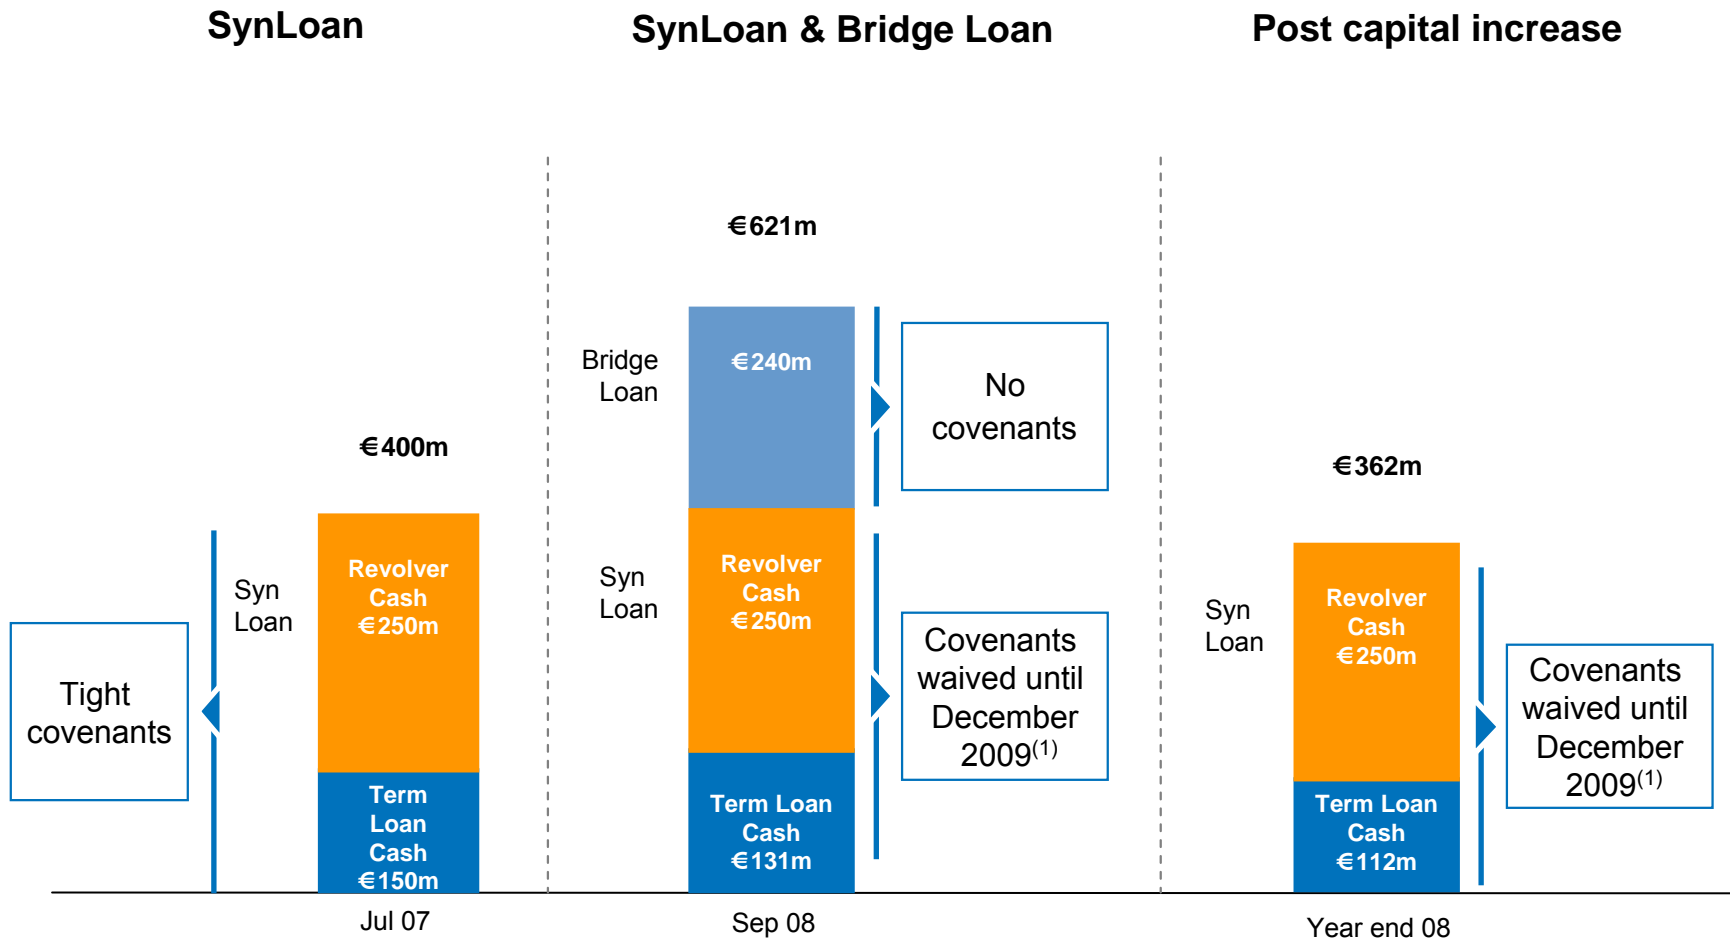 SynLoan
SynLoan & Bridge Loan
Post capital increase
€400m
Syn
Loan
Revolver
Cash
€250m
Term
Loan
Cash
€150m
Tight
covenants
Jul 07
€621m
Bridge
Loan
€240m
No
covenants
Syn
Loan
Revolver
Cash
€250m
Term Loan
Cash
€131m
Covenants
waived until
December
2009(1)
Sep 08
€362m
Syn
Loan
Revolver
Cash
€250m
Term Loan
Cash
€112m
Covenants
waived until
December
2009(1)
Year end 08